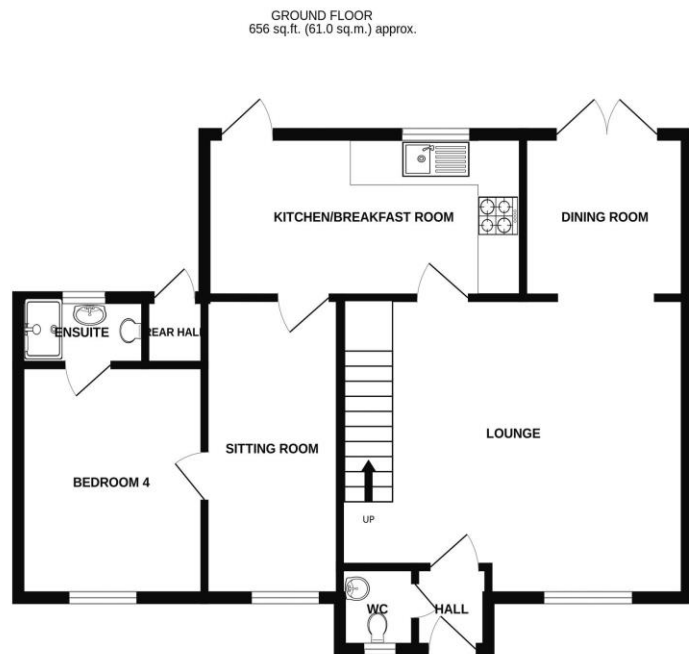 GROUND FLOOR
656 sq.ft. (61.0 sq.m.) approx.
KITCHEN/BREAKFAST ROOM
DINING ROOM
ENSUITE
REAR HALL
SITTING ROOM
LOUNGE
BEDROOM 4
UP
WC
HALL